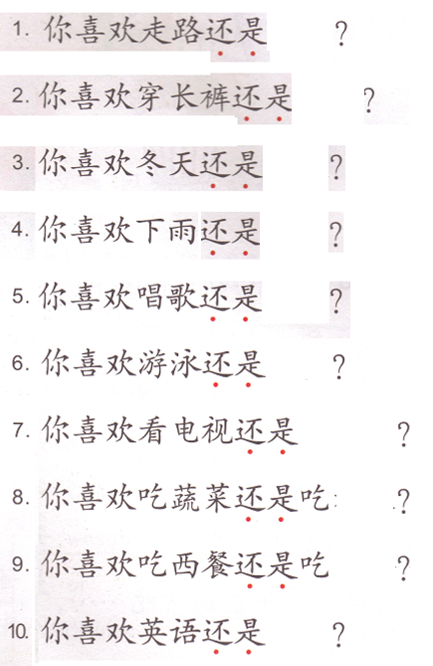 1. 你喜欢走路还是 ?
2. 你喜欢穿长裤还是 ?
3. 你喜欢冬天还是 ?
4. 你喜欢下雨还是 ?
5. 你喜欢唱歌还是 ?
6. 你喜欢游泳还是 ?
7. 你喜欢看电视还是 ?
8. 你喜欢吃蔬菜还是吃 ?
9. 你喜欢吃西餐还是吃 ?
10. 你喜欢英语还是 ?